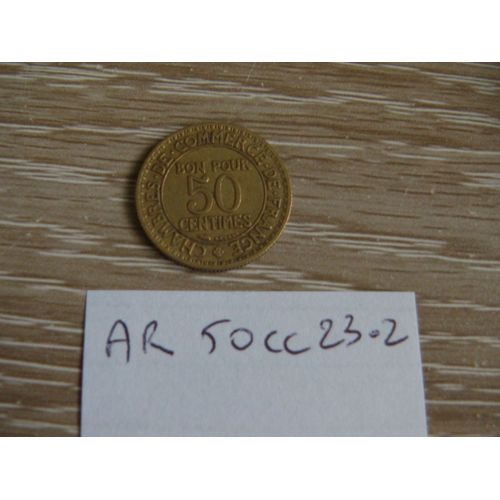 CHAMBRES DE COMMERCE DE FRANCE
BON POUR
50
CENTIMES
AR 50CC23.2